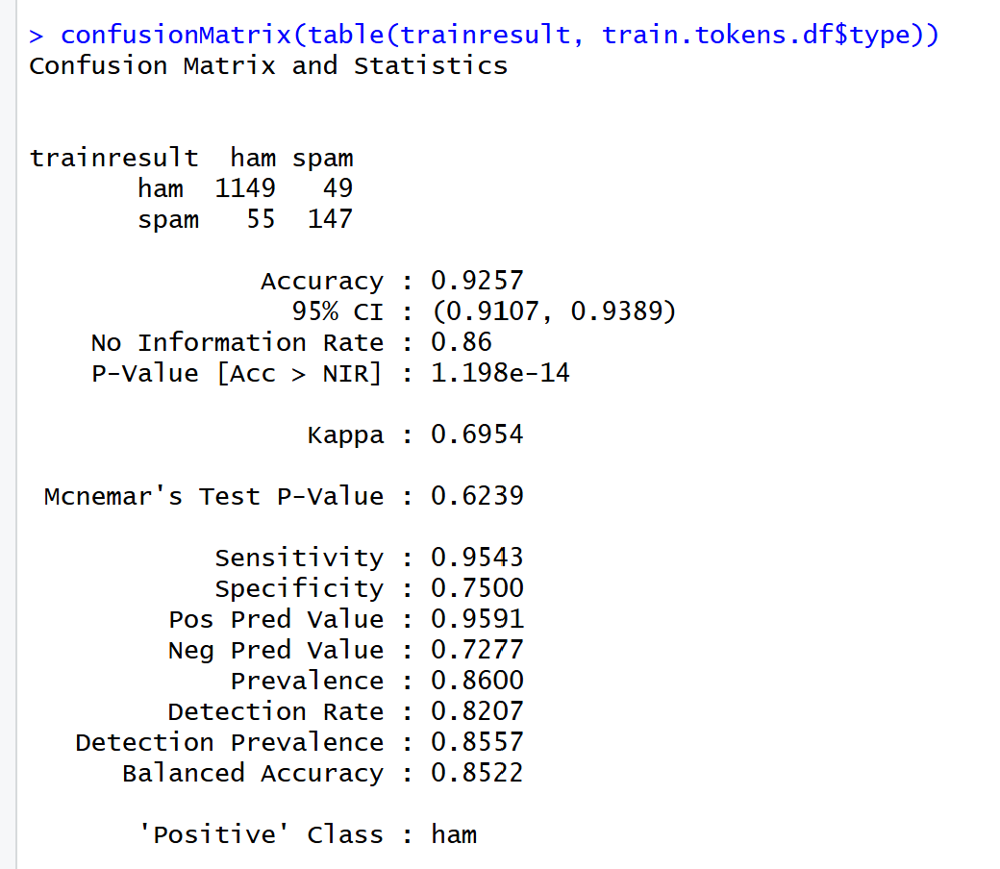 > confusionMatrix(table(trainresult, train.tokens.df$type))
Confusion Matrix and Statistics
trainresult  ham spam
       ham  1149   49
       spam   55  147
               Accuracy : 0.9257
                 95% CI : (0.9107, 0.9389)
    No Information Rate : 0.86
    P-Value [Acc > NIR] : 1.198e-14
                  Kappa : 0.6954
 Mcnemar's Test P-Value : 0.6239
            Sensitivity : 0.9543
            Specificity : 0.7500
         Pos Pred Value : 0.9591
         Neg Pred Value : 0.7277
             Prevalence : 0.8600
         Detection Rate : 0.8207
   Detection Prevalence : 0.8557
      Balanced Accuracy : 0.8522
       'Positive' Class : ham